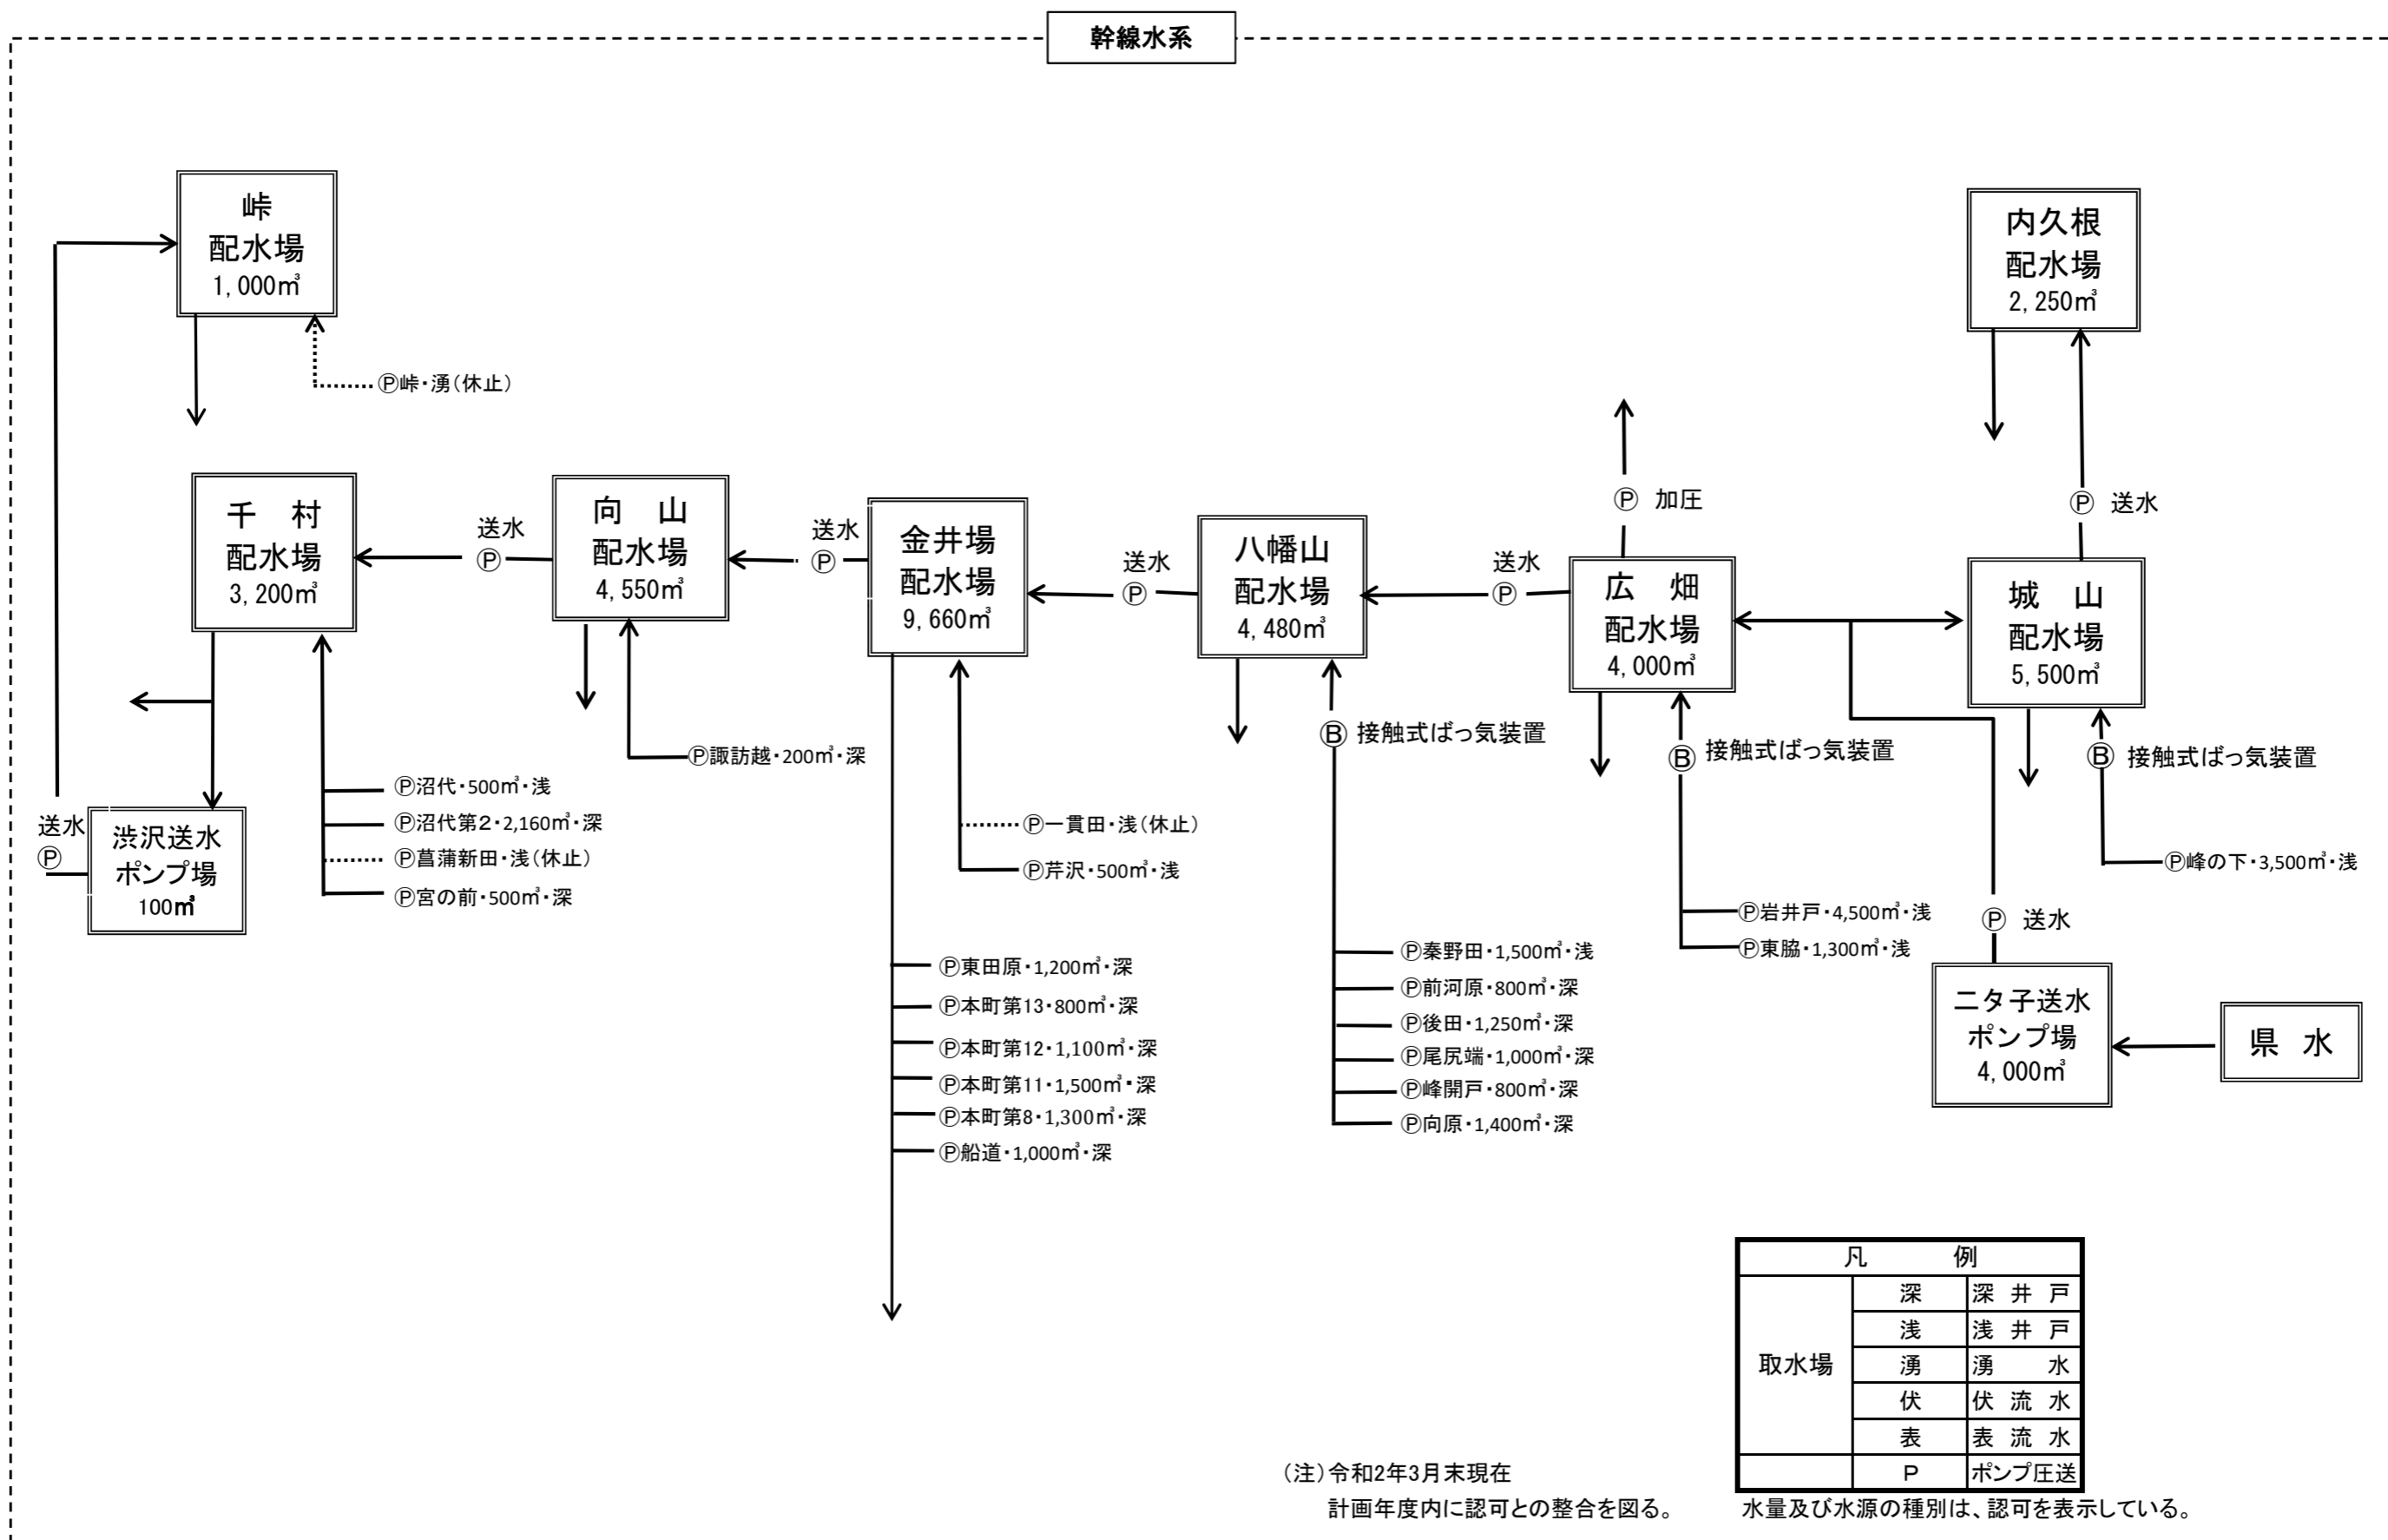 幹線水系
峠
配水場
1,000㎥
Ⓟ峠・湧(休止)
内久根
配水場
2,250㎥
Ⓟ 送水
Ⓟ 加圧
千 村
配水場
3,200㎥
送水
Ⓟ
向 山
配水場
4,550㎥
送水
Ⓟ
金井場
配水場
9,660㎥
送水
Ⓟ
八幡山
配水場
4,480㎥
送水
Ⓟ
広 畑
配水場
4,000㎥
城 山
配水場
5,500㎥
Ⓟ諏訪越・200㎥・深
Ⓑ 接触式ばっ気装置
Ⓑ 接触式ばっ気装置
Ⓑ 接触式ばっ気装置
送水
Ⓟ
渋沢送水
ポンプ場
100㎥
Ⓟ沼代・500㎥・浅
Ⓟ沼代第2・2,160㎥・深
Ⓟ菖蒲新田・浅(休止)
Ⓟ宮の前・500㎥・深
Ⓟ一貫田・浅(休止)
Ⓟ芹沢・500㎥・浅
Ⓟ峰の下・3,500㎥・浅
Ⓟ岩井戸・4,500㎥・浅
Ⓟ東脇・1,300㎥・浅
Ⓟ 送水
Ⓟ東田原・1,200㎥・深
Ⓟ本町第13・800㎥・深
Ⓟ本町第12・1,100㎥・深
Ⓟ本町第11・1,500㎥・深
Ⓟ本町第8・1,300㎥・深
Ⓟ船道・1,000㎥・深
Ⓟ秦野田・1,500㎥・浅
Ⓟ前河原・800㎥・深
Ⓟ後田・1,250㎥・深
Ⓟ尾尻端・1,000㎥・深
Ⓟ峰開戸・800㎥・深
Ⓟ向原・1,400㎥・深
二タ子送水
ポンプ場
4,000㎥
県 水
凡 例
取水場
深 深井戸
浅 浅井戸
湧 湧 水
伏 伏流水
表 表流水
P ポンプ圧送
(注)令和2年3月末現在
計画年度内に認可との整合を図る。
水量及び水源の種別は、認可を表示している。